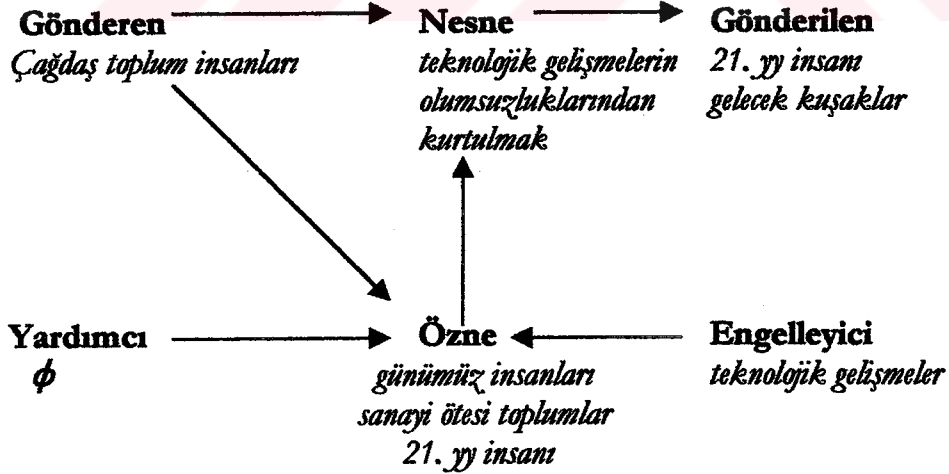 Gönderen
Çağdaş toplum insanları
Nesne
teknolojik gelişmelerin
olumsuzluklarından
kurtulmak
Gönderilen
21. yy insanı
gelecek kuşaklar
Yardımcı
ϕ
Özne
günümüz insanları
sanayi ötesi toplumlar
21. yy insanı
Engelleyici
teknolojik gelişmeler